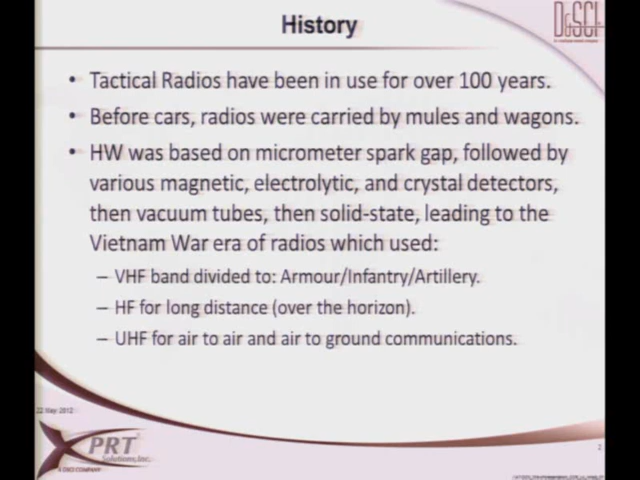 History
• Tactical Radios have been in use for over 100 years.
• Before cars, radios were carried by mules and wagons.
• HW was based on micrometer spark gap, followed by
various magnetic, electrolytic, and crystal detectors,
then vacuum tubes, then solid-state, leading to the
Vietnam War era of radios which used:
– VHF band divided to: Armour/Infantry/Artillery.
– HF for long distance (over the horizon).
– UHF for air to air and air to ground communications.
22 May 2012
XPRT
Solutions, Inc.
A D&SCI COMPANY
2
D&SCI